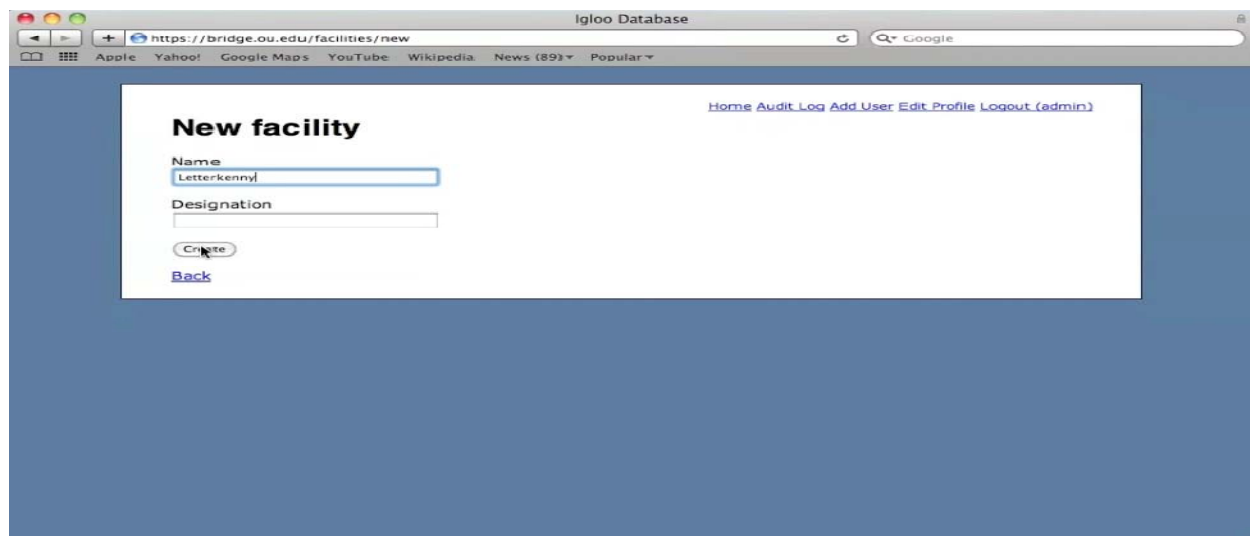 Igloo Database
https://bridge.ou.edu/facilities/new
Google
Apple Yahoo! Google Maps YouTube Wikipedia News (89) Popular
Home Audit Log Add User Edit Profile Logout (admin)
New facility
Name
Letterkenny
Designation
Create
Back